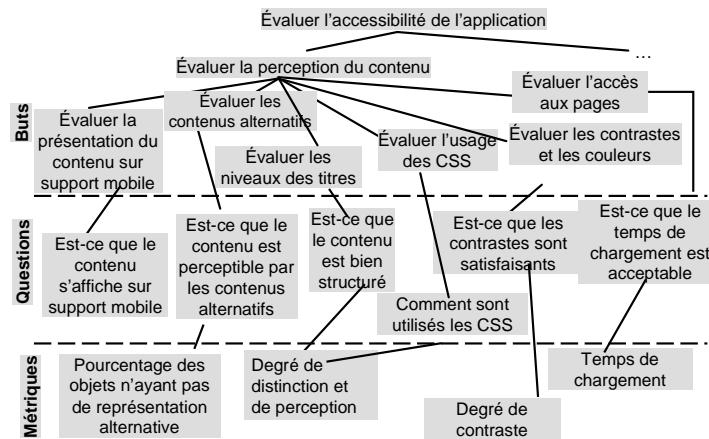 Évaluer l'accessibilité de l'application
…
Évaluer la perception du contenu
Évaluer l'accès
aux pages
Buts
Évaluer la
présentation du
contenu sur
support mobile
Évaluer les
contenus alternatifs
Évaluer les
niveaux des titres
Évaluer l'usage
des CSS
Évaluer les contrastes
et les couleurs
Questions
Est-ce que le
contenu
s'affiche sur
support mobile
Est-ce que le
contenu est
perceptible par
les contenus
alternatifs
Est-ce que
le contenu
est bien
structuré
Comment sont
utilisés les CSS
Est-ce que les
contrastes sont
satisfaisants
Est-ce que le
temps de
chargement est
acceptable
Métriques
Pourcentage des
objets n'ayant pas
de représentation
alternative
Degré de
distinction et
de perception
Degré de
contraste
Temps de
chargement